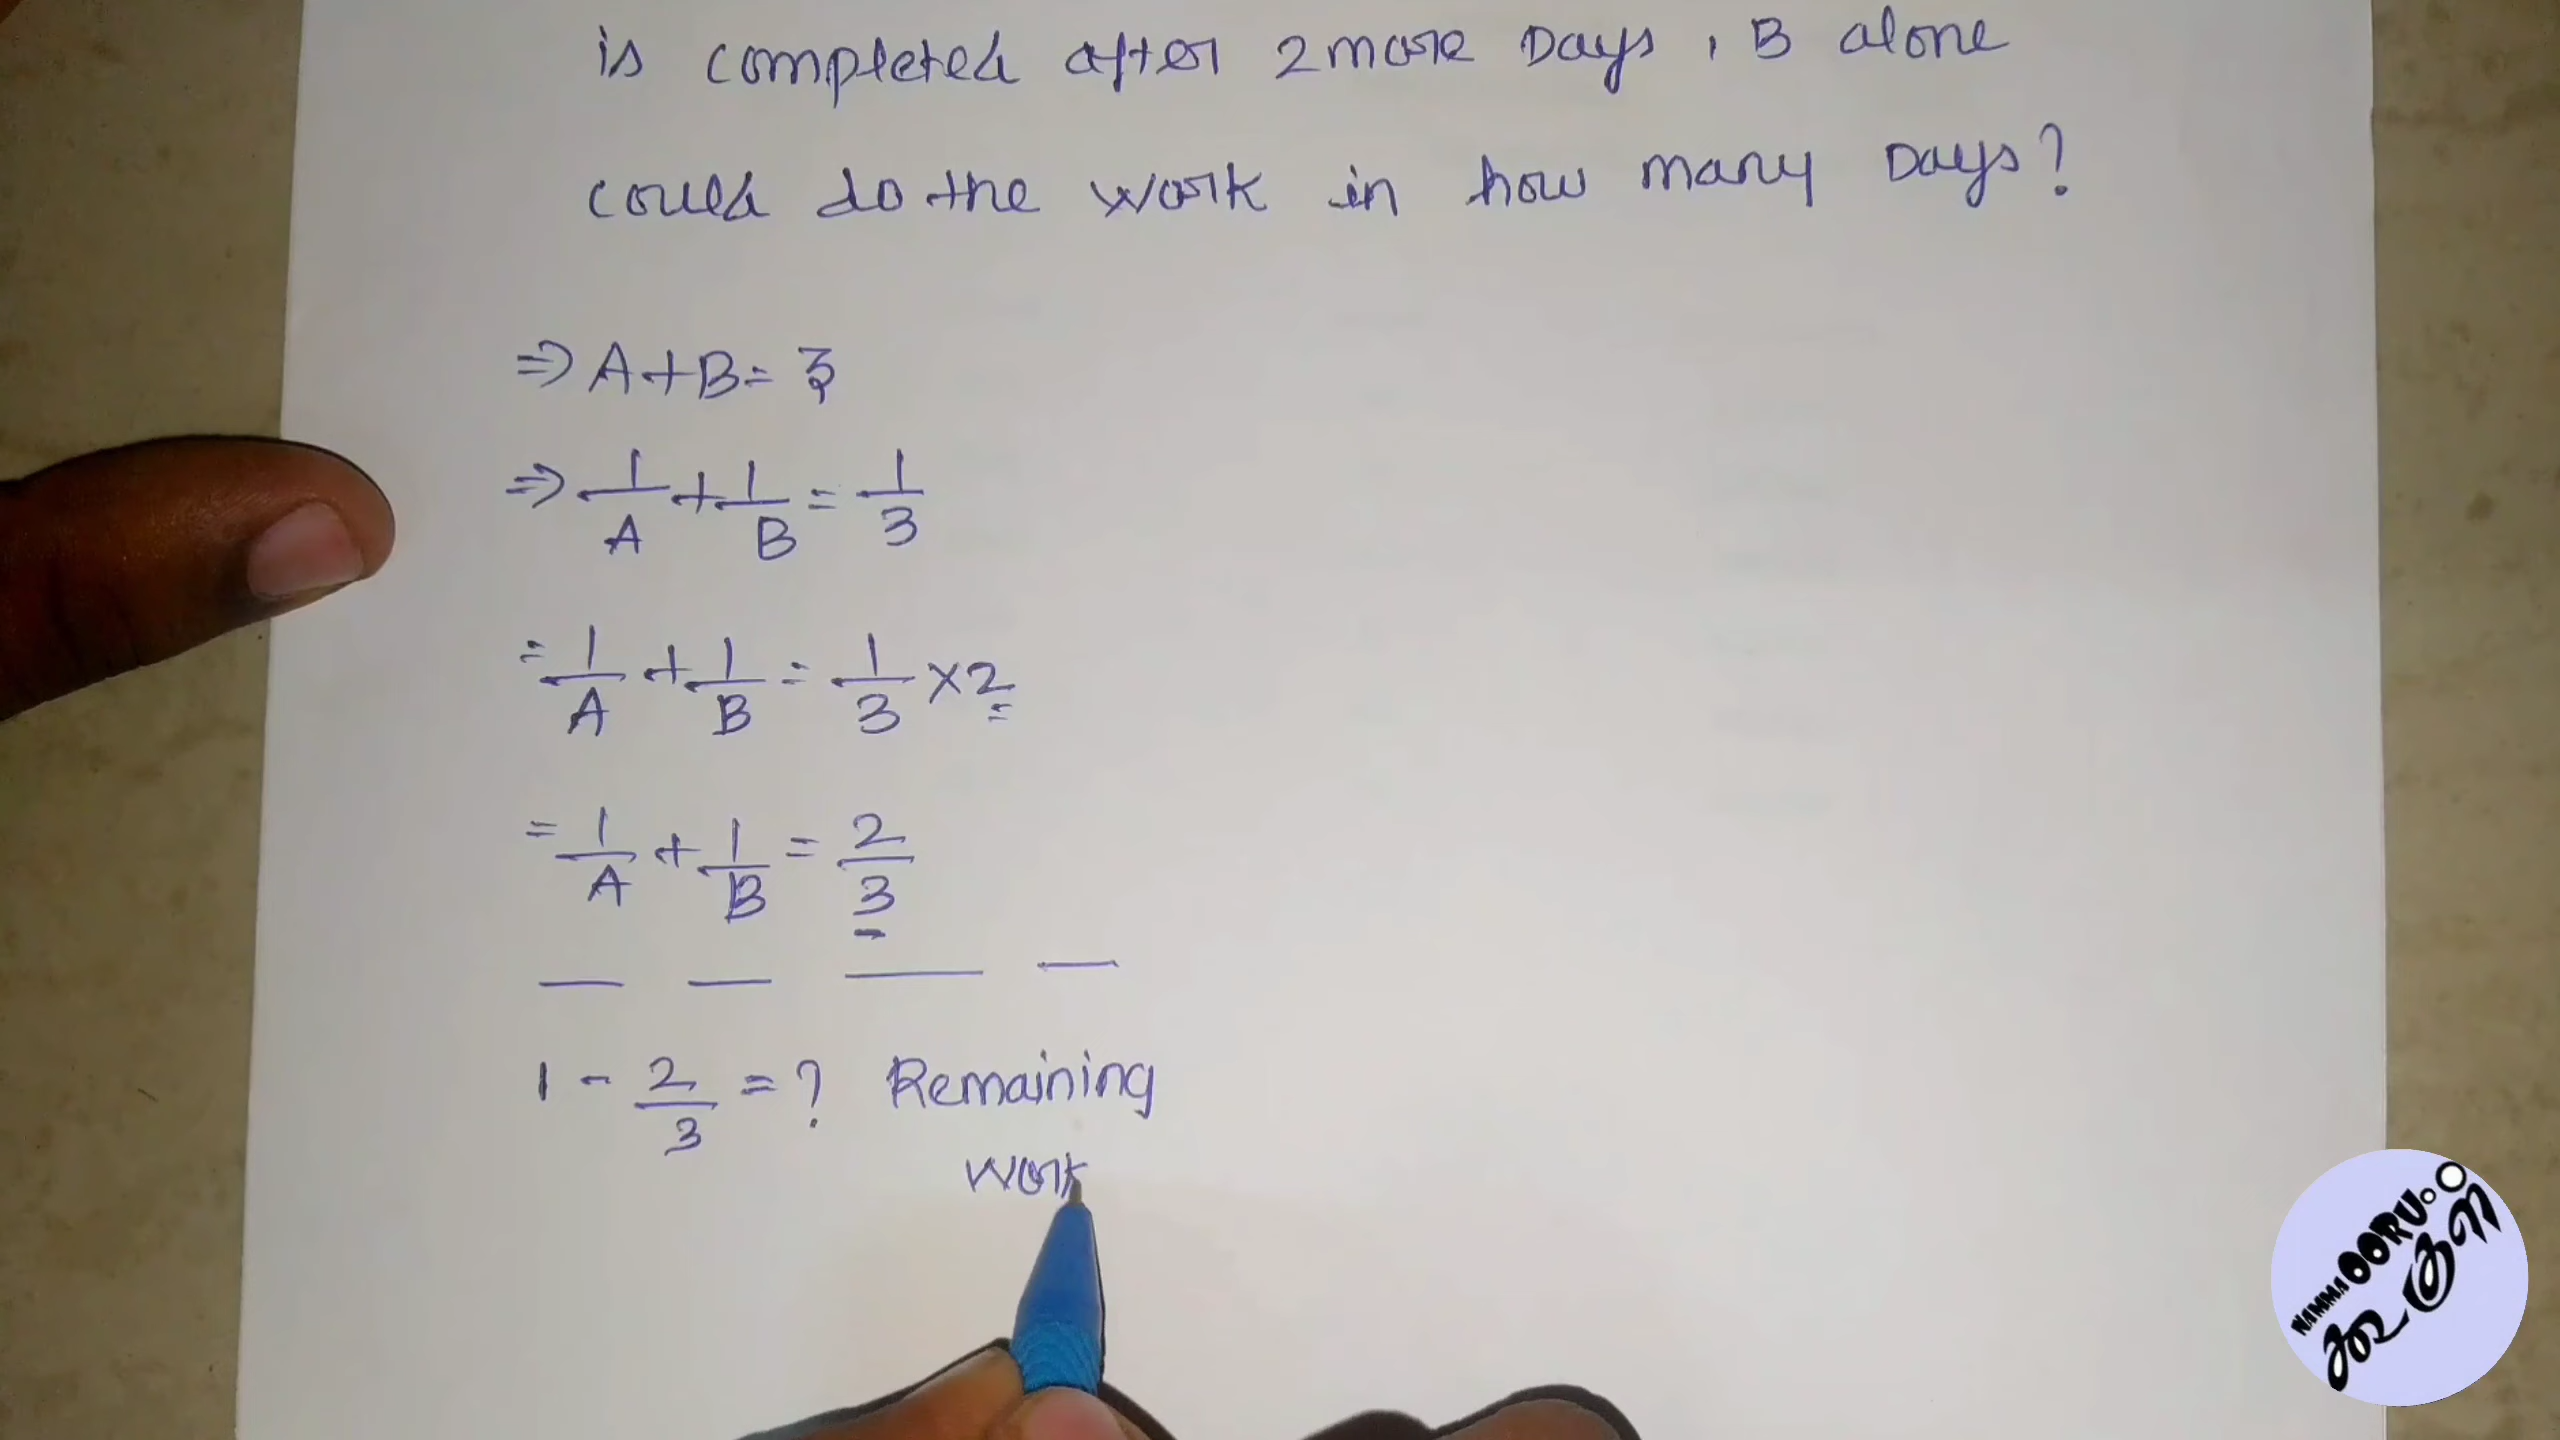 is completed after 2 more Days, B alone
could do the work in how many Days?
⇒ A+B= 3
⇒ 1/A + 1/B = 1/3
= 1/A + 1/B = 1/3 ×2
= 1/A + 1/B = 2/3
1 - 2/3 = ? Remaining
work
NAMMA OORU